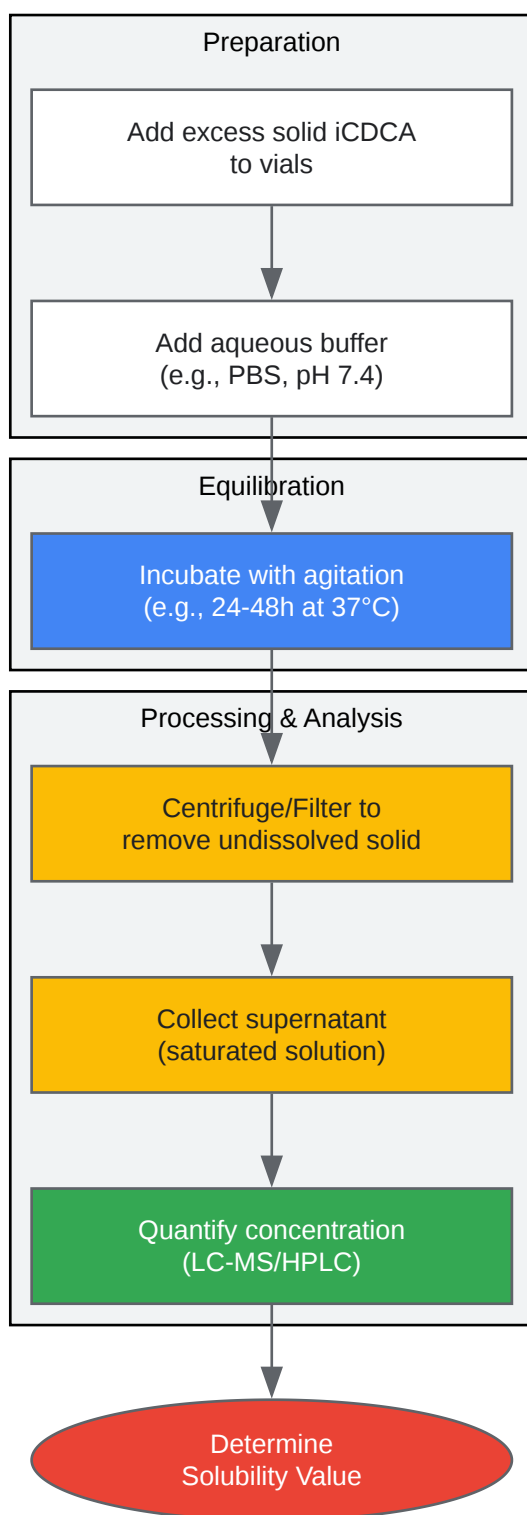 Preparation
Add excess solid iCDCA
to vials
Add aqueous buffer
(e.g., PBS, pH 7.4)
Equilibration
Incubate with agitation
(e.g., 24-48h at 37°C)
Processing & Analysis
Centrifuge/Filter to
remove undissolved solid
Collect supernatant
(saturated solution)
Quantify concentration
(LC-MS/HPLC)
Determine
Solubility Value